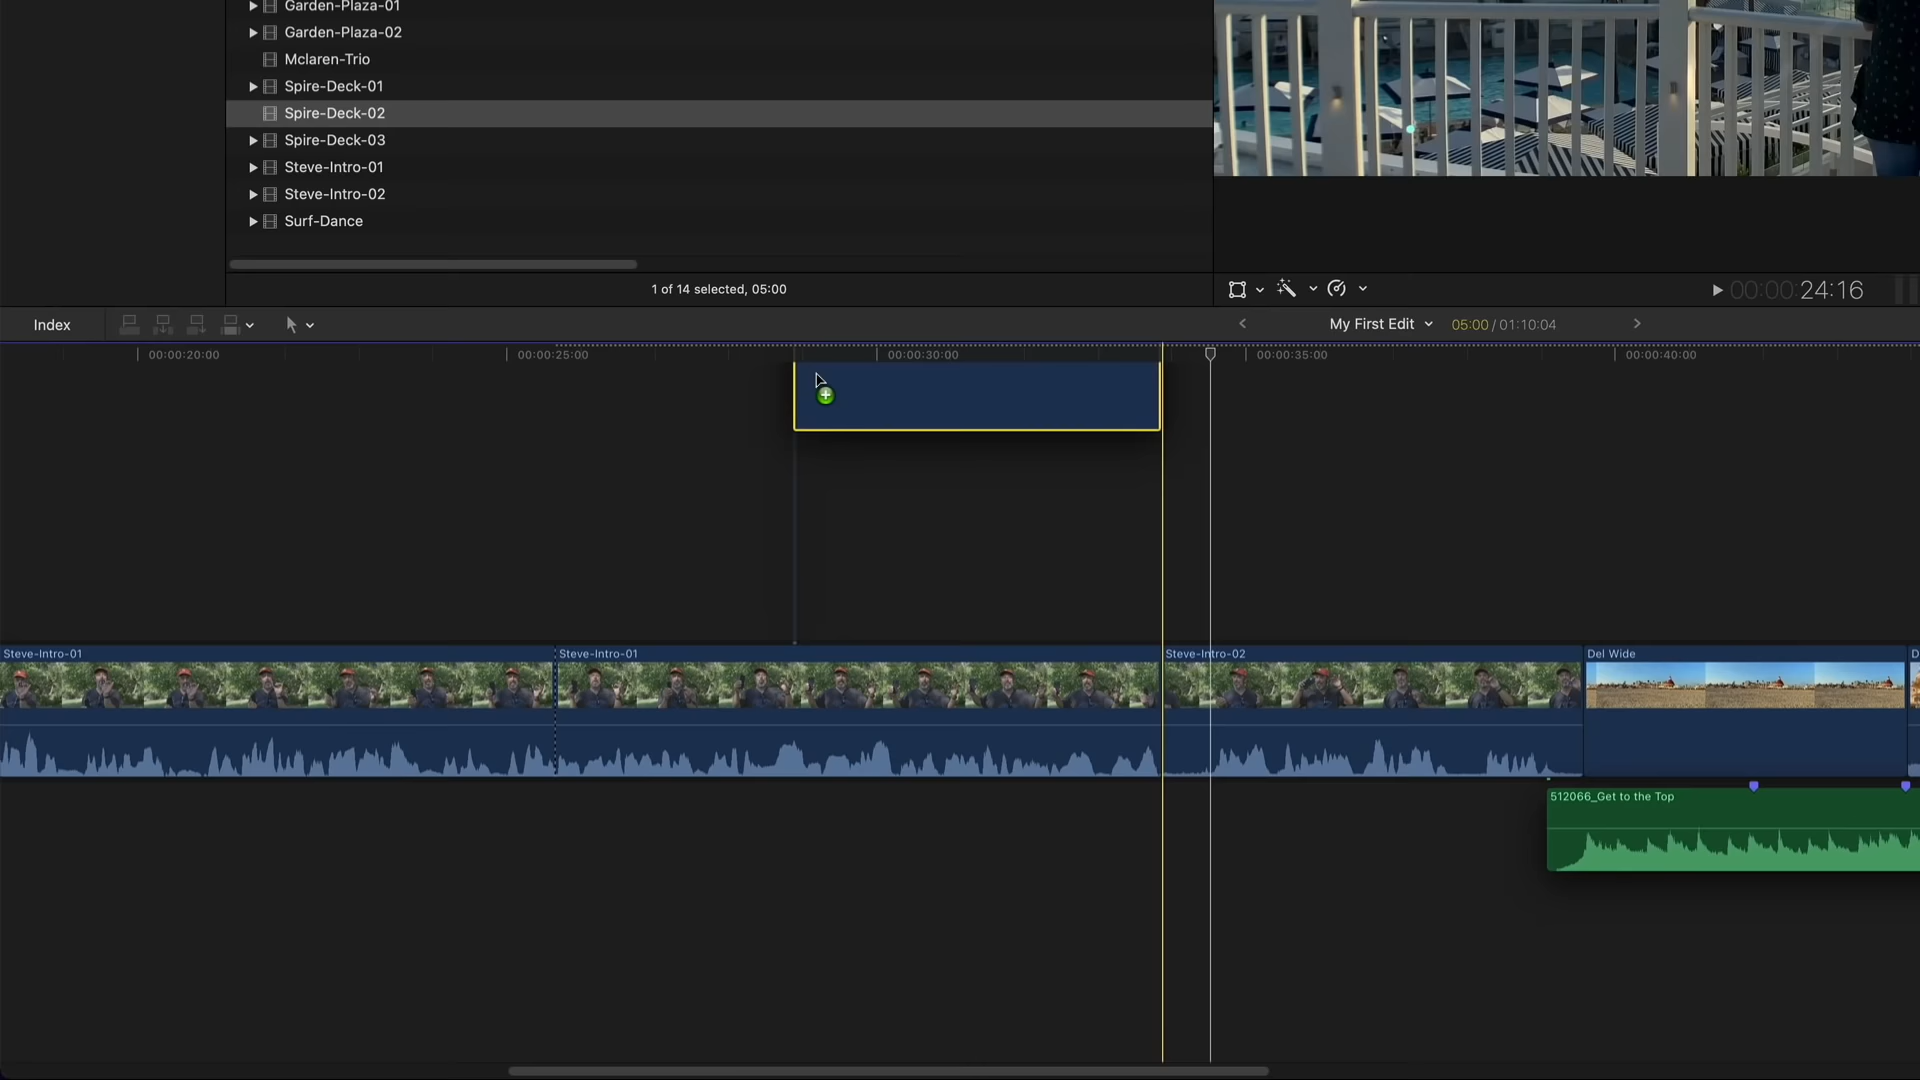 Garden-Plaza-01
Garden-Plaza-02
Mclaren-Trio
Spire-Deck-01
Spire-Deck-02
Spire-Deck-03
Steve-Intro-01
Steve-Intro-02
Surf-Dance
1 of 14 selected, 05:00
00:00:24:16
Index
My First Edit
05:00 / 01:10:04
00:00:20:00
00:00:25:00
00:00:30:00
00:00:35:00
00:00:40:00
Steve-Intro-01
Steve-Intro-01
Steve-Intro-02
Del Wide
D
512066_Get to the Top